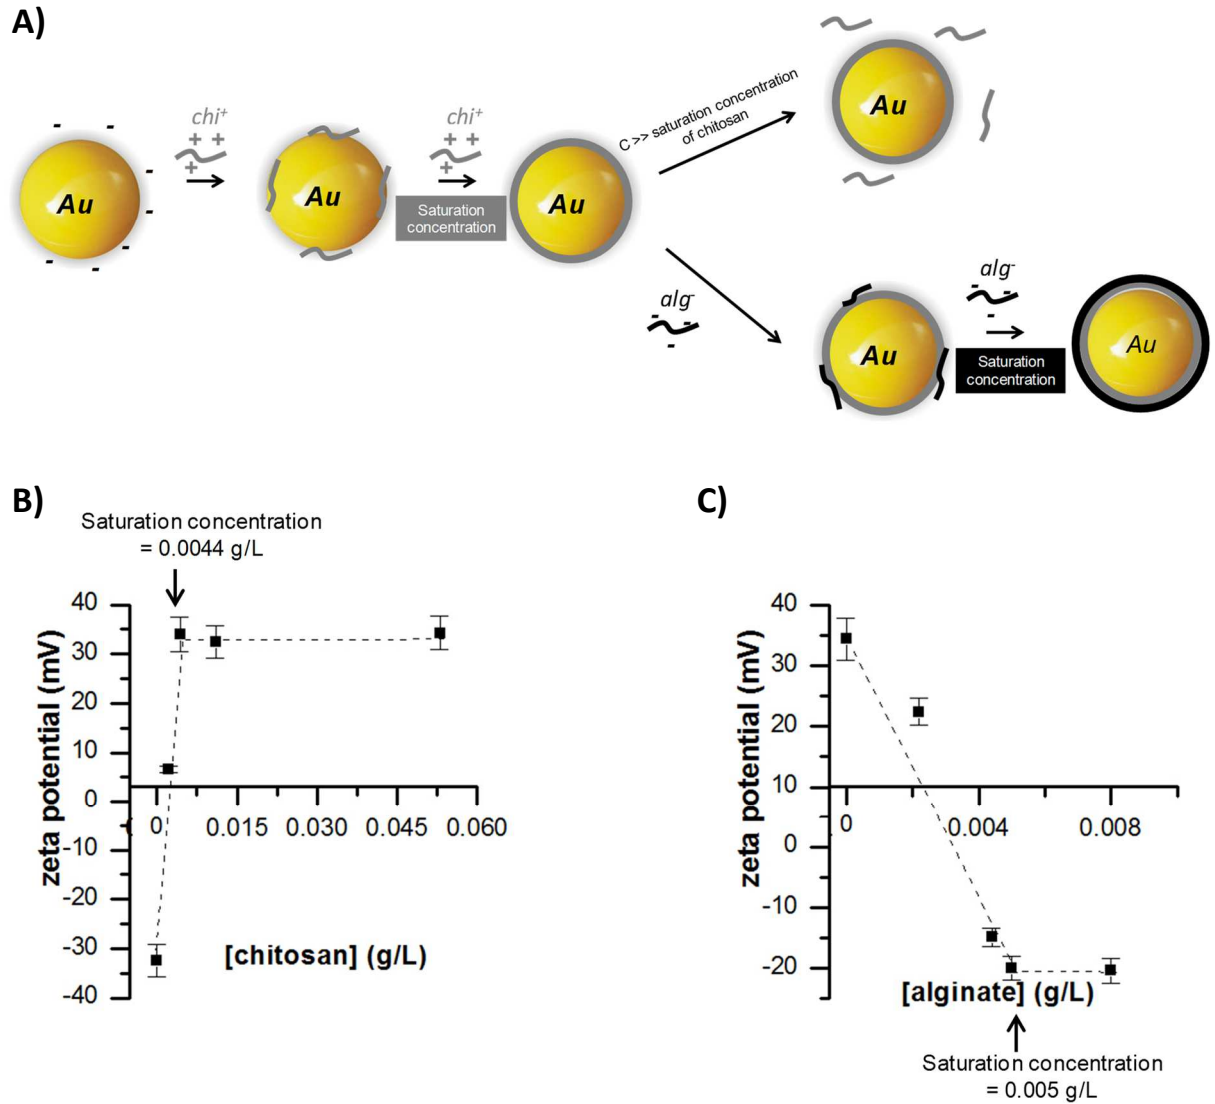 A)
chi⁺
+ +
+
chi⁺
+ +
+
C >> saturation concentration
of chitosan
Au
Au
Au
Au
Saturation
concentration
alg⁻
alg⁻
Au
Au
Saturation
concentration
B)
Saturation concentration
= 0.0044 g/L
zeta potential (mV)
40
30
20
10
0
-10
-20
-30
-40
0 0.015 0.030 0.045 0.060
[chitosan] (g/L)
C)
zeta potential (mV)
40
30
20
10
0
-10
-20
0 0.004 0.008
[alginate] (g/L)
Saturation concentration
= 0.005 g/L